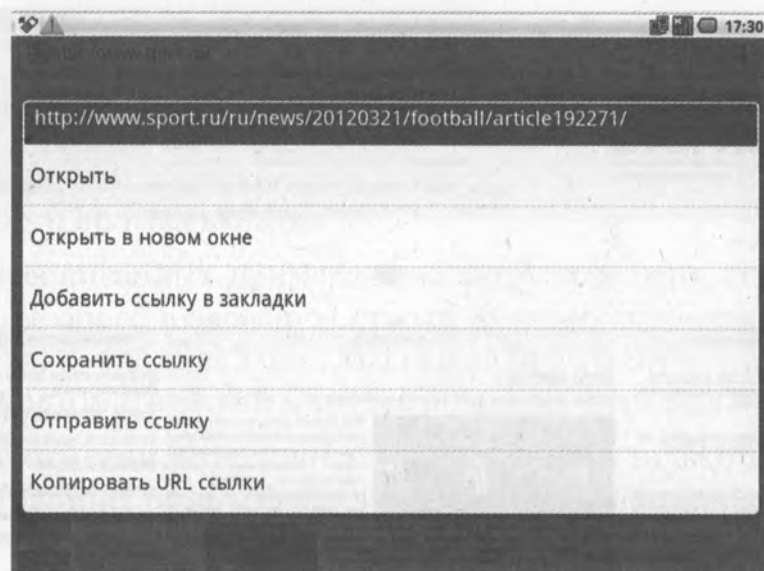 17:30
http://www.sport.ru/ru/news/20120321/football/article192271/
Открыть
Открыть в новом окне
Добавить ссылку в закладки
Сохранить ссылку
Отправить ссылку
Копировать URL ссылки